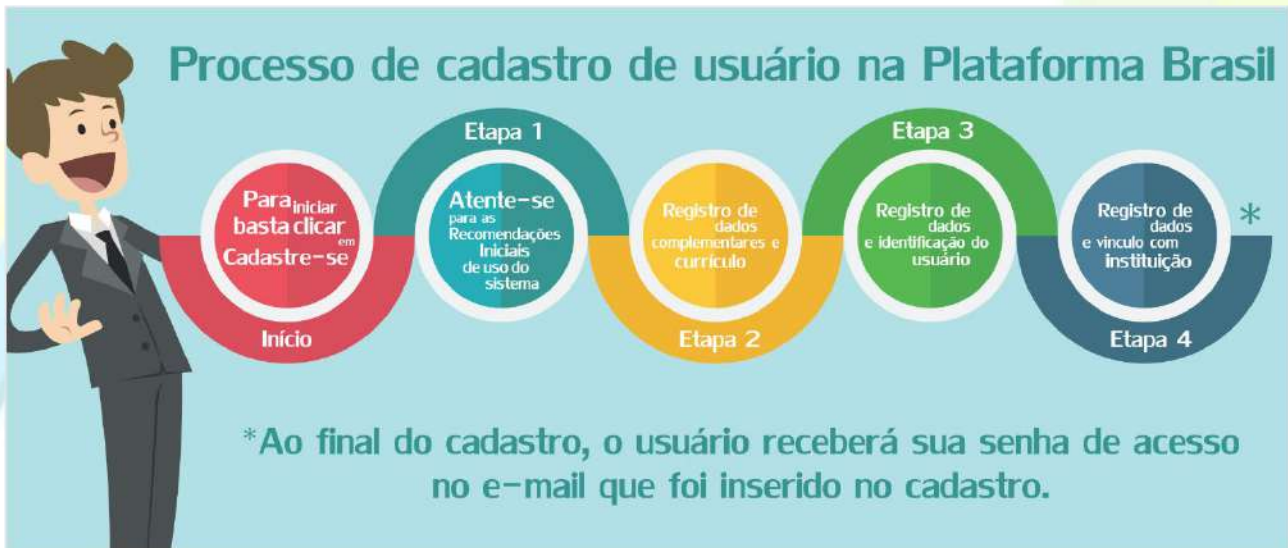 Processo de cadastro de usuário na Plataforma Brasil
Para iniciar
basta clicar
em
Cadastre-se
Início
Etapa 1
Atente-se
para as
Recomendações
Iniciais
de uso do
sistema
Registro de
dados
complementares e
currículo
Etapa 2
Etapa 3
Registro de
dados
e identificação do
usuário
Registro de
dados
e vinculo com
instituição
*
Etapa 4
*Ao final do cadastro, o usuário receberá sua senha de acesso
no e-mail que foi inserido no cadastro.